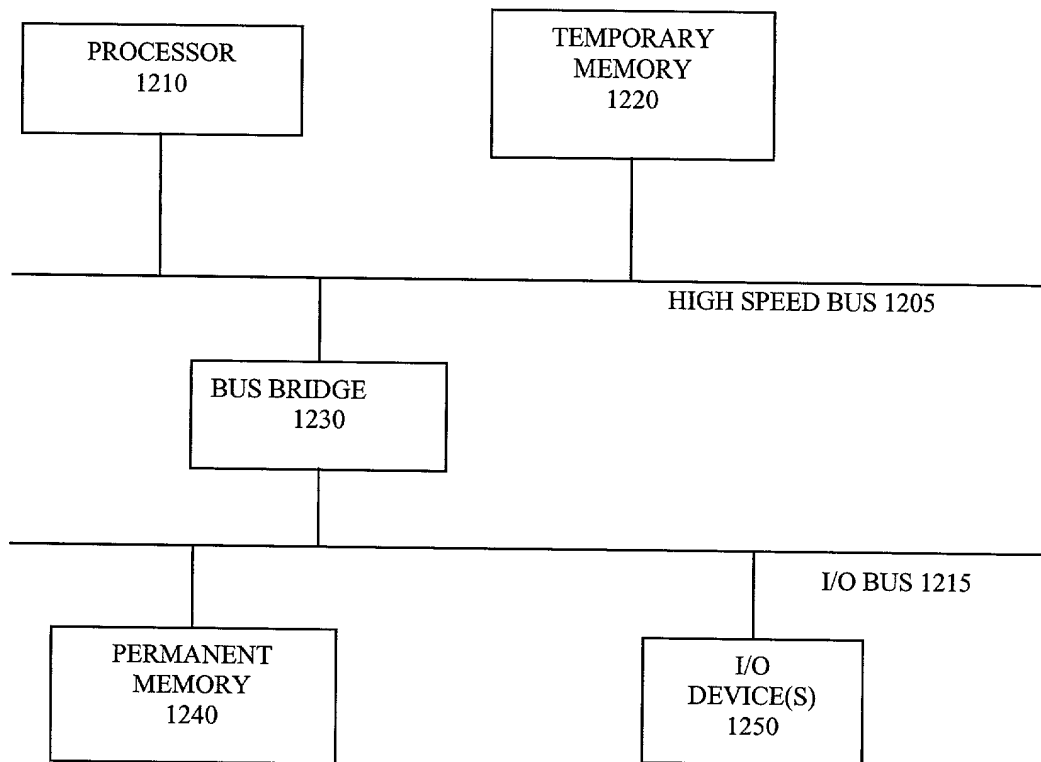 PROCESSOR
1210
TEMPORARY
MEMORY
1220
HIGH SPEED BUS 1205
BUS BRIDGE
1230
I/O BUS 1215
PERMANENT
MEMORY
1240
I/O
DEVICE(S)
1250